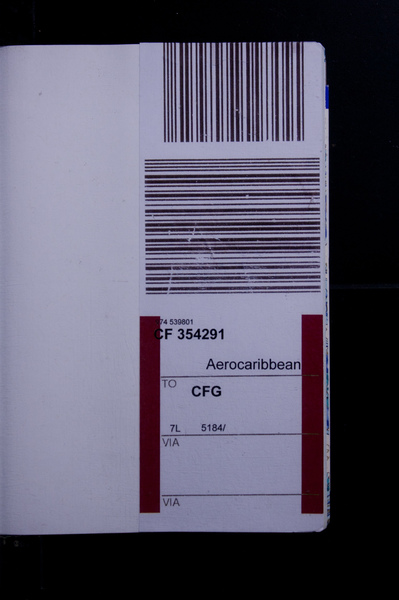 74 539801
CF 354291
Aerocaribbean
TO
CFG
7L 5184/
VIA
VIA